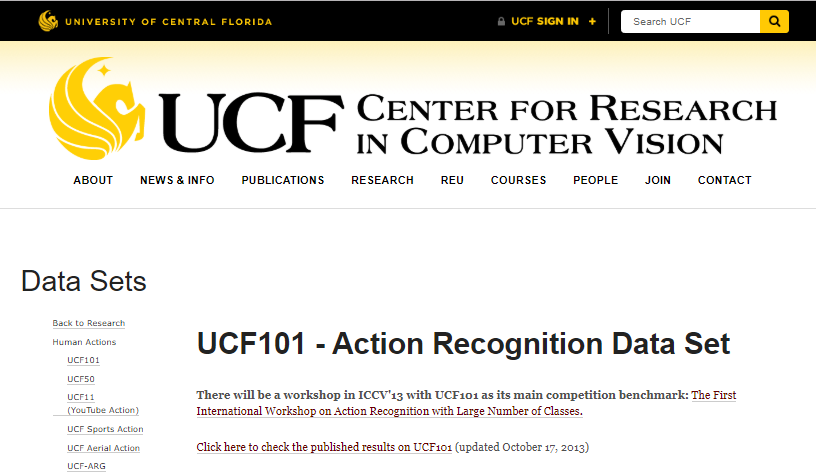 UNIVERSITY OF CENTRAL FLORIDA
UCF SIGN IN +
Search UCF
UCF CENTER FOR RESEARCH
IN COMPUTER VISION
ABOUT NEWS & INFO PUBLICATIONS RESEARCH REU COURSES PEOPLE JOIN CONTACT
Data Sets
Back to Research
Human Actions
UCF101
UCF50
UCF11
(YouTube Action)
UCF Sports Action
UCF Aerial Action
UCF-ARG
UCF101 - Action Recognition Data Set
There will be a workshop in ICCV'13 with UCF101 as its main competition benchmark: The First
International Workshop on Action Recognition with Large Number of Classes.
Click here to check the published results on UCF101 (updated October 17, 2013)